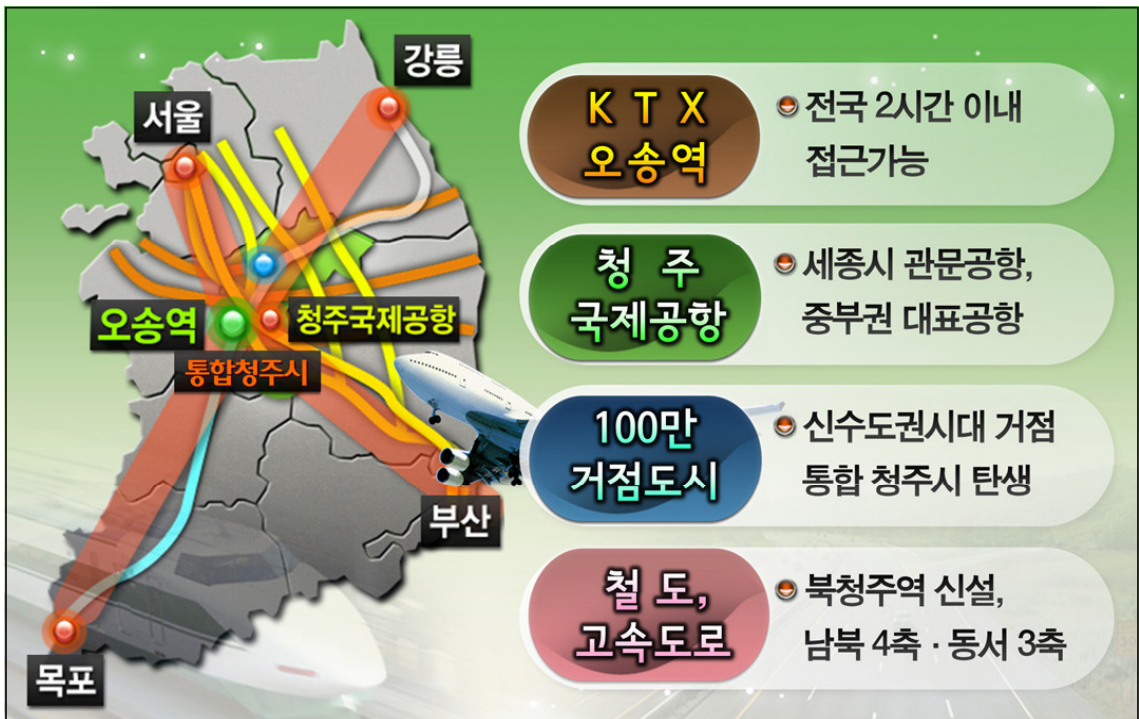 강릉
서울
오송역
청주국제공항
통합청주시
부산
목포
K T X
오송역
전국 2시간 이내
접근가능
청 주
국제공항
세종시 관문공항,
중부권 대표공항
100만
거점도시
신수도권시대 거점
통합 청주시 탄생
철 도,
고속도로
북청주역 신설,
남북 4축 · 동서 3축